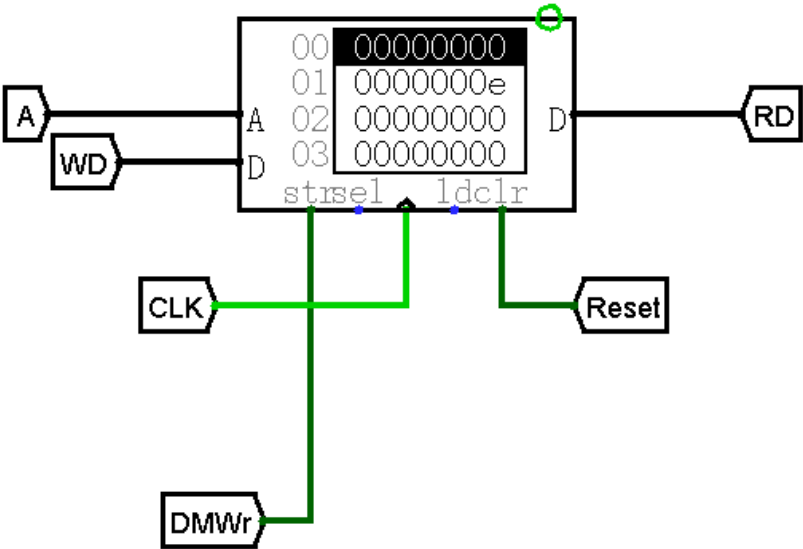 00 00000000
01 0000000e
A A 02 00000000 D RD
WD D 03 00000000
str sel ld clr
CLK Reset
DMWr